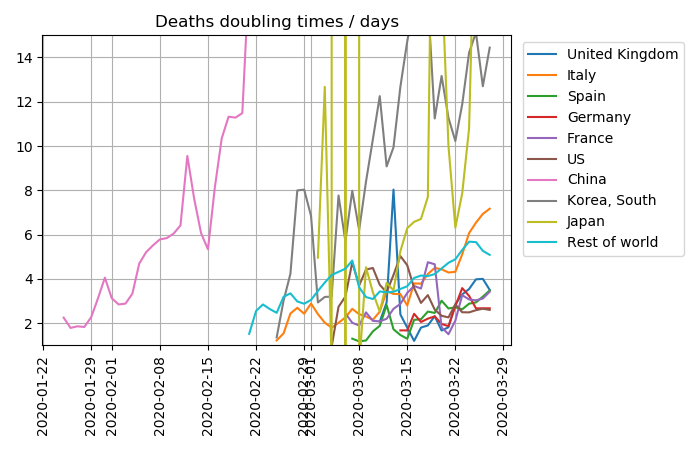 Deaths doubling times / days
14
12
10
8
6
4
2
2020-01-22
2020-01-29
2020-02-01
2020-02-08
2020-02-15
2020-02-22
2020-02-29
2020-03-01
2020-03-08
2020-03-15
2020-03-22
2020-03-29
United Kingdom
Italy
Spain
Germany
France
US
China
Korea, South
Japan
Rest of world